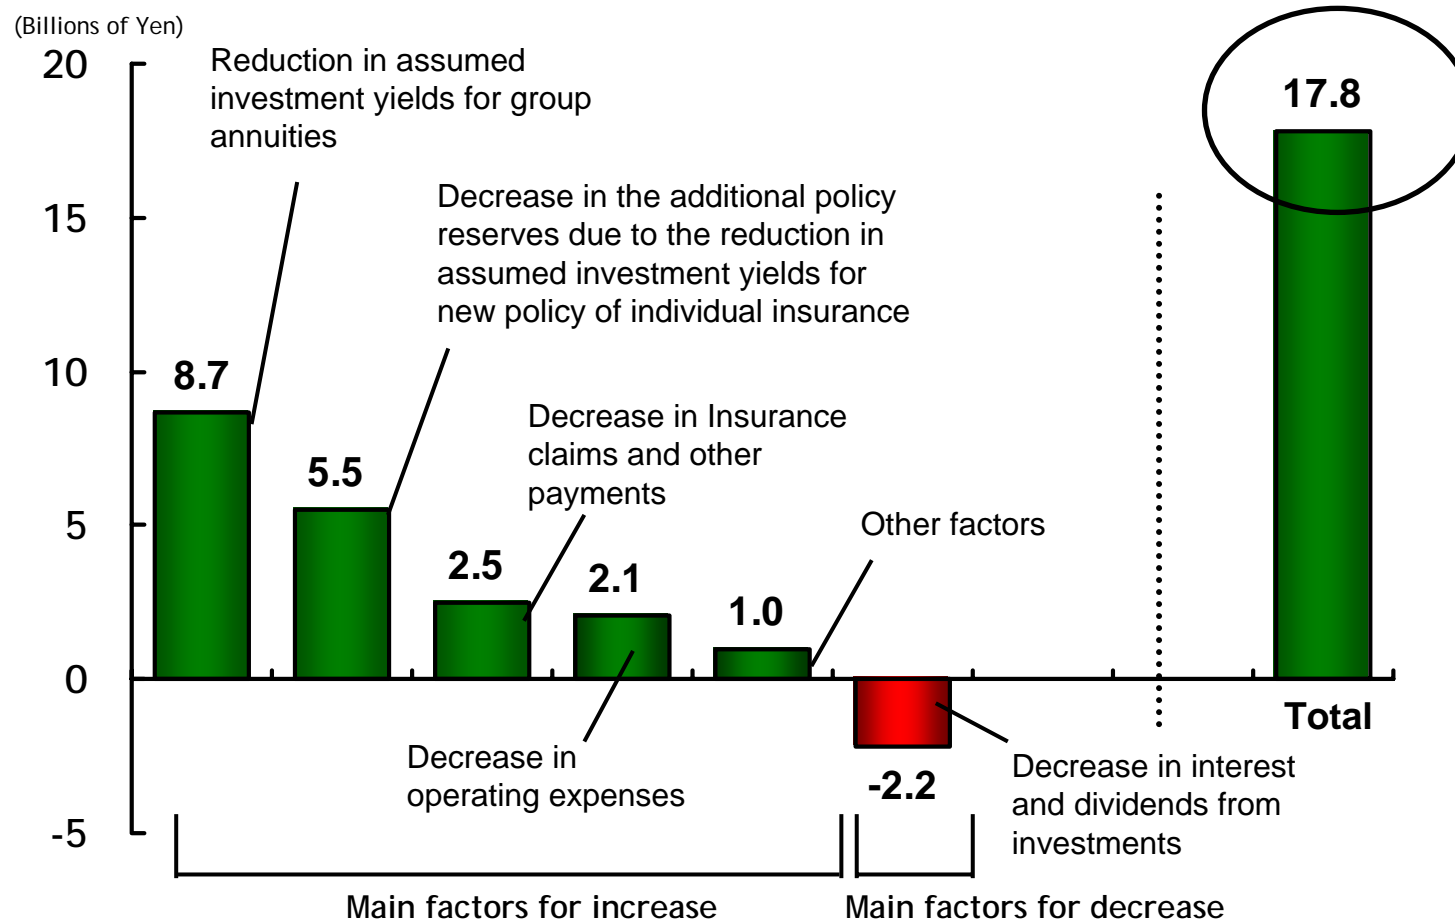 (Billions of Yen)
20
15
10
5
0
-5
Reduction in assumed
investment yields for group
annuities
8.7
Decrease in the additional policy
reserves due to the reduction in
assumed investment yields for
new policy of individual insurance
5.5
Decrease in Insurance
claims and other
payments
2.5
Decrease in
operating expenses
2.1
Other factors
1.0
-2.2
Decrease in interest
and dividends from
investments
17.8
Total
Main factors for increase
Main factors for decrease